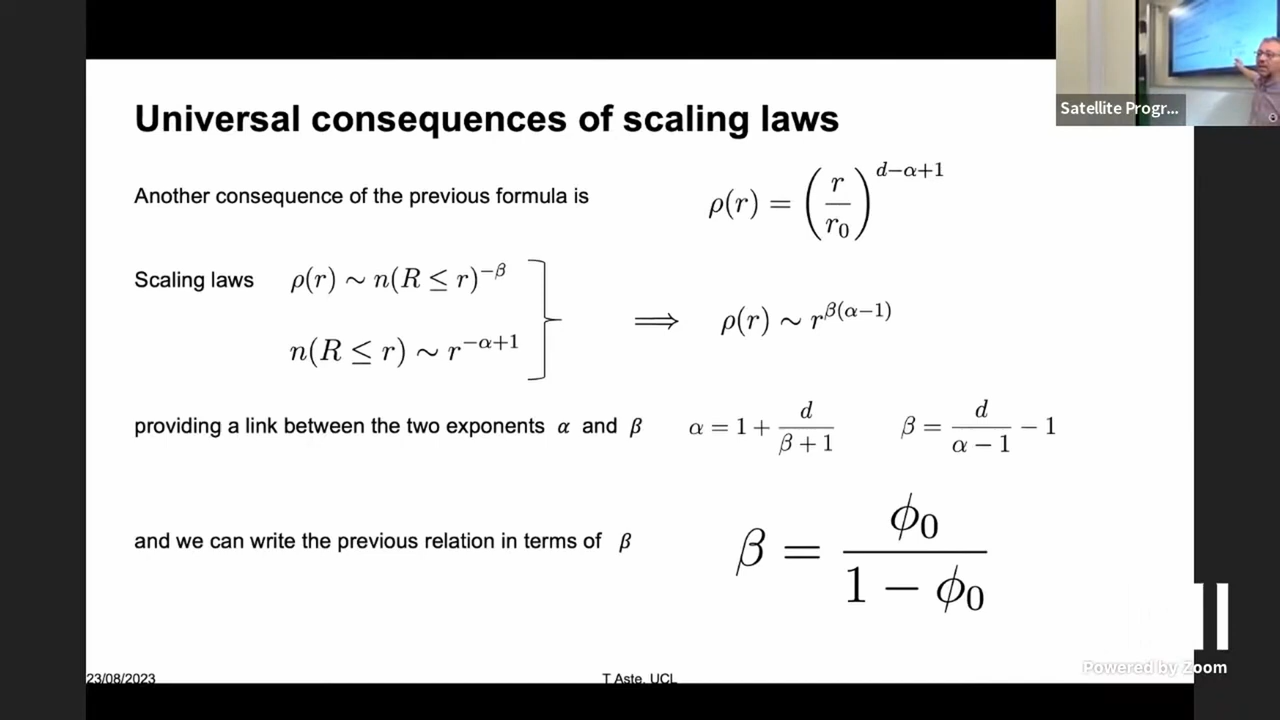 Universal consequences of scaling laws
Satellite Progr...
Another consequence of the previous formula is ρ(r) = (r/r₀)^{d−α+1}
Scaling laws ρ(r) ∼ n(R ≤ r)^{−β}
n(R ≤ r) ∼ r^{−α+1}
⟹ ρ(r) ∼ r^{β(α−1)}
providing a link between the two exponents α and β α = 1 + d/(β + 1) β = d/(α − 1) − 1
and we can write the previous relation in terms of β β = ϕ₀/(1 − ϕ₀)
Powered by Zoom
23/08/2023
T Aste, UCL